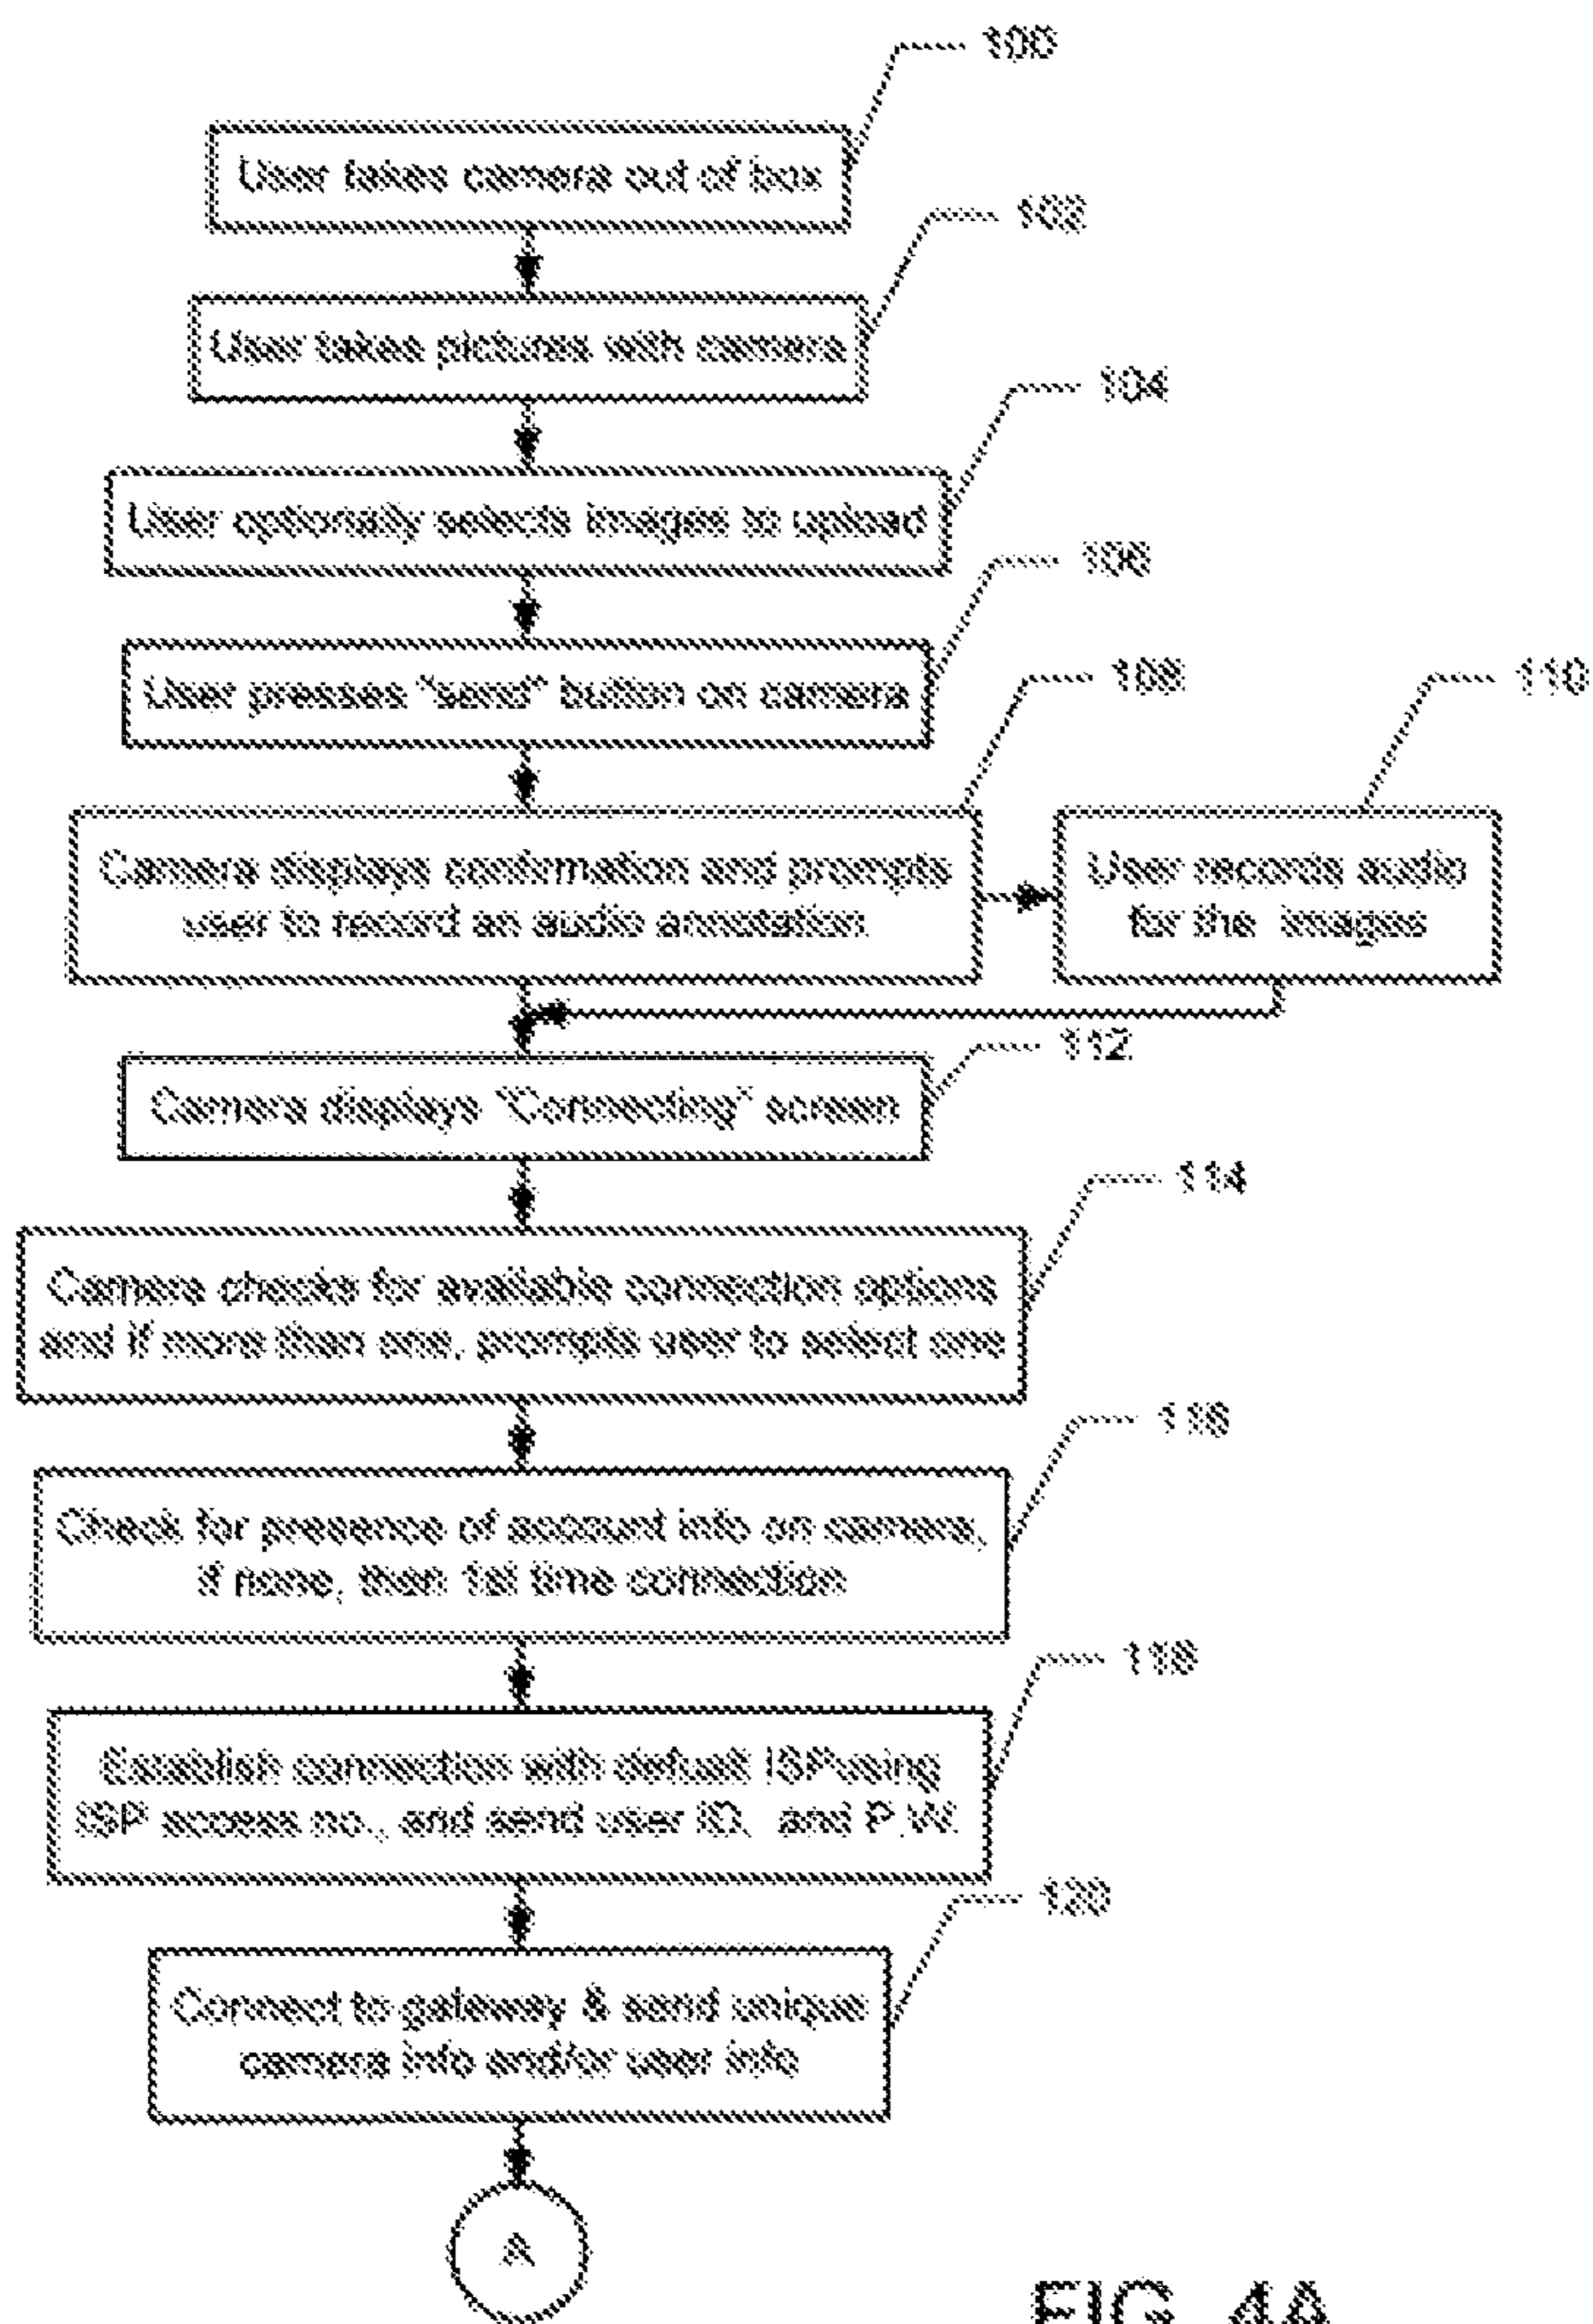 100
User takes camera out of box
102
User takes pictures with camera
104
User optionally selects images to upload
106
User presses "send" button on camera
108
110
Camera displays confirmation and prompts
user to record an audio annotation
User records audio
for the images
112
Camera displays "Connecting" screen
114
Camera checks for available connection options
and if more than one, prompts user to select one
116
Check for presence of account info on camera,
if none, then 1st time connection
118
Establish connection with defualt ISPusing
ISP access no., and send user ID, and P.W.
120
Connect to gateway & send unique
camera info and/or user info
A
FIG. 4A